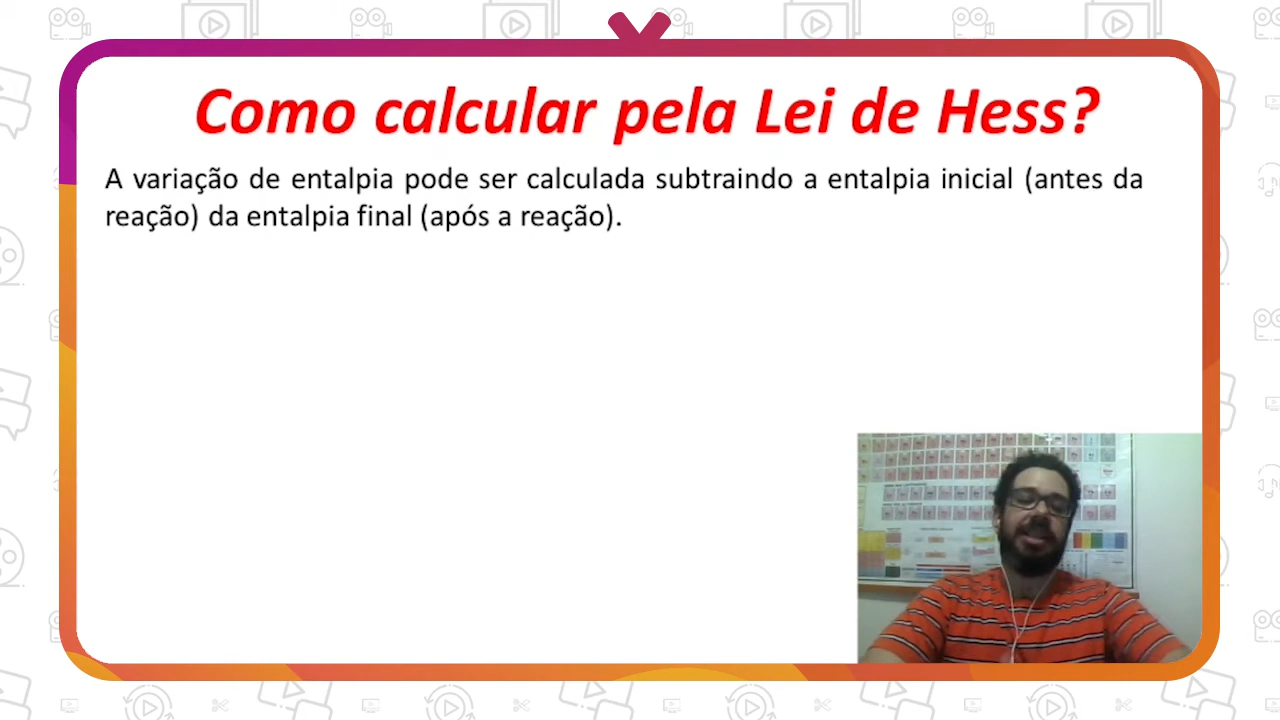 Como calcular pela Lei de Hess?
A variação de entalpia pode ser calculada subtraindo a entalpia inicial (antes da
reação) da entalpia final (após a reação).